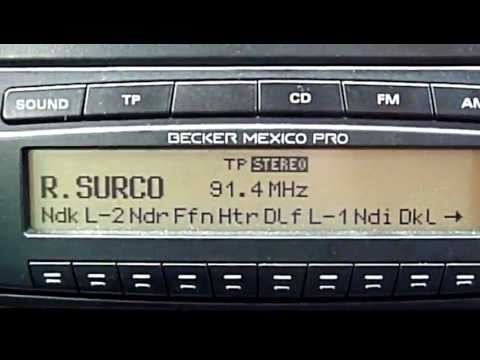 SOUND TP CD FM AM
BECKER MEXICO PRO
TP STEREO
R.SURCO 91.4 MHz
Ndk L-2 Ndr Ffn Htr DLf L-1 Ndi DkL →